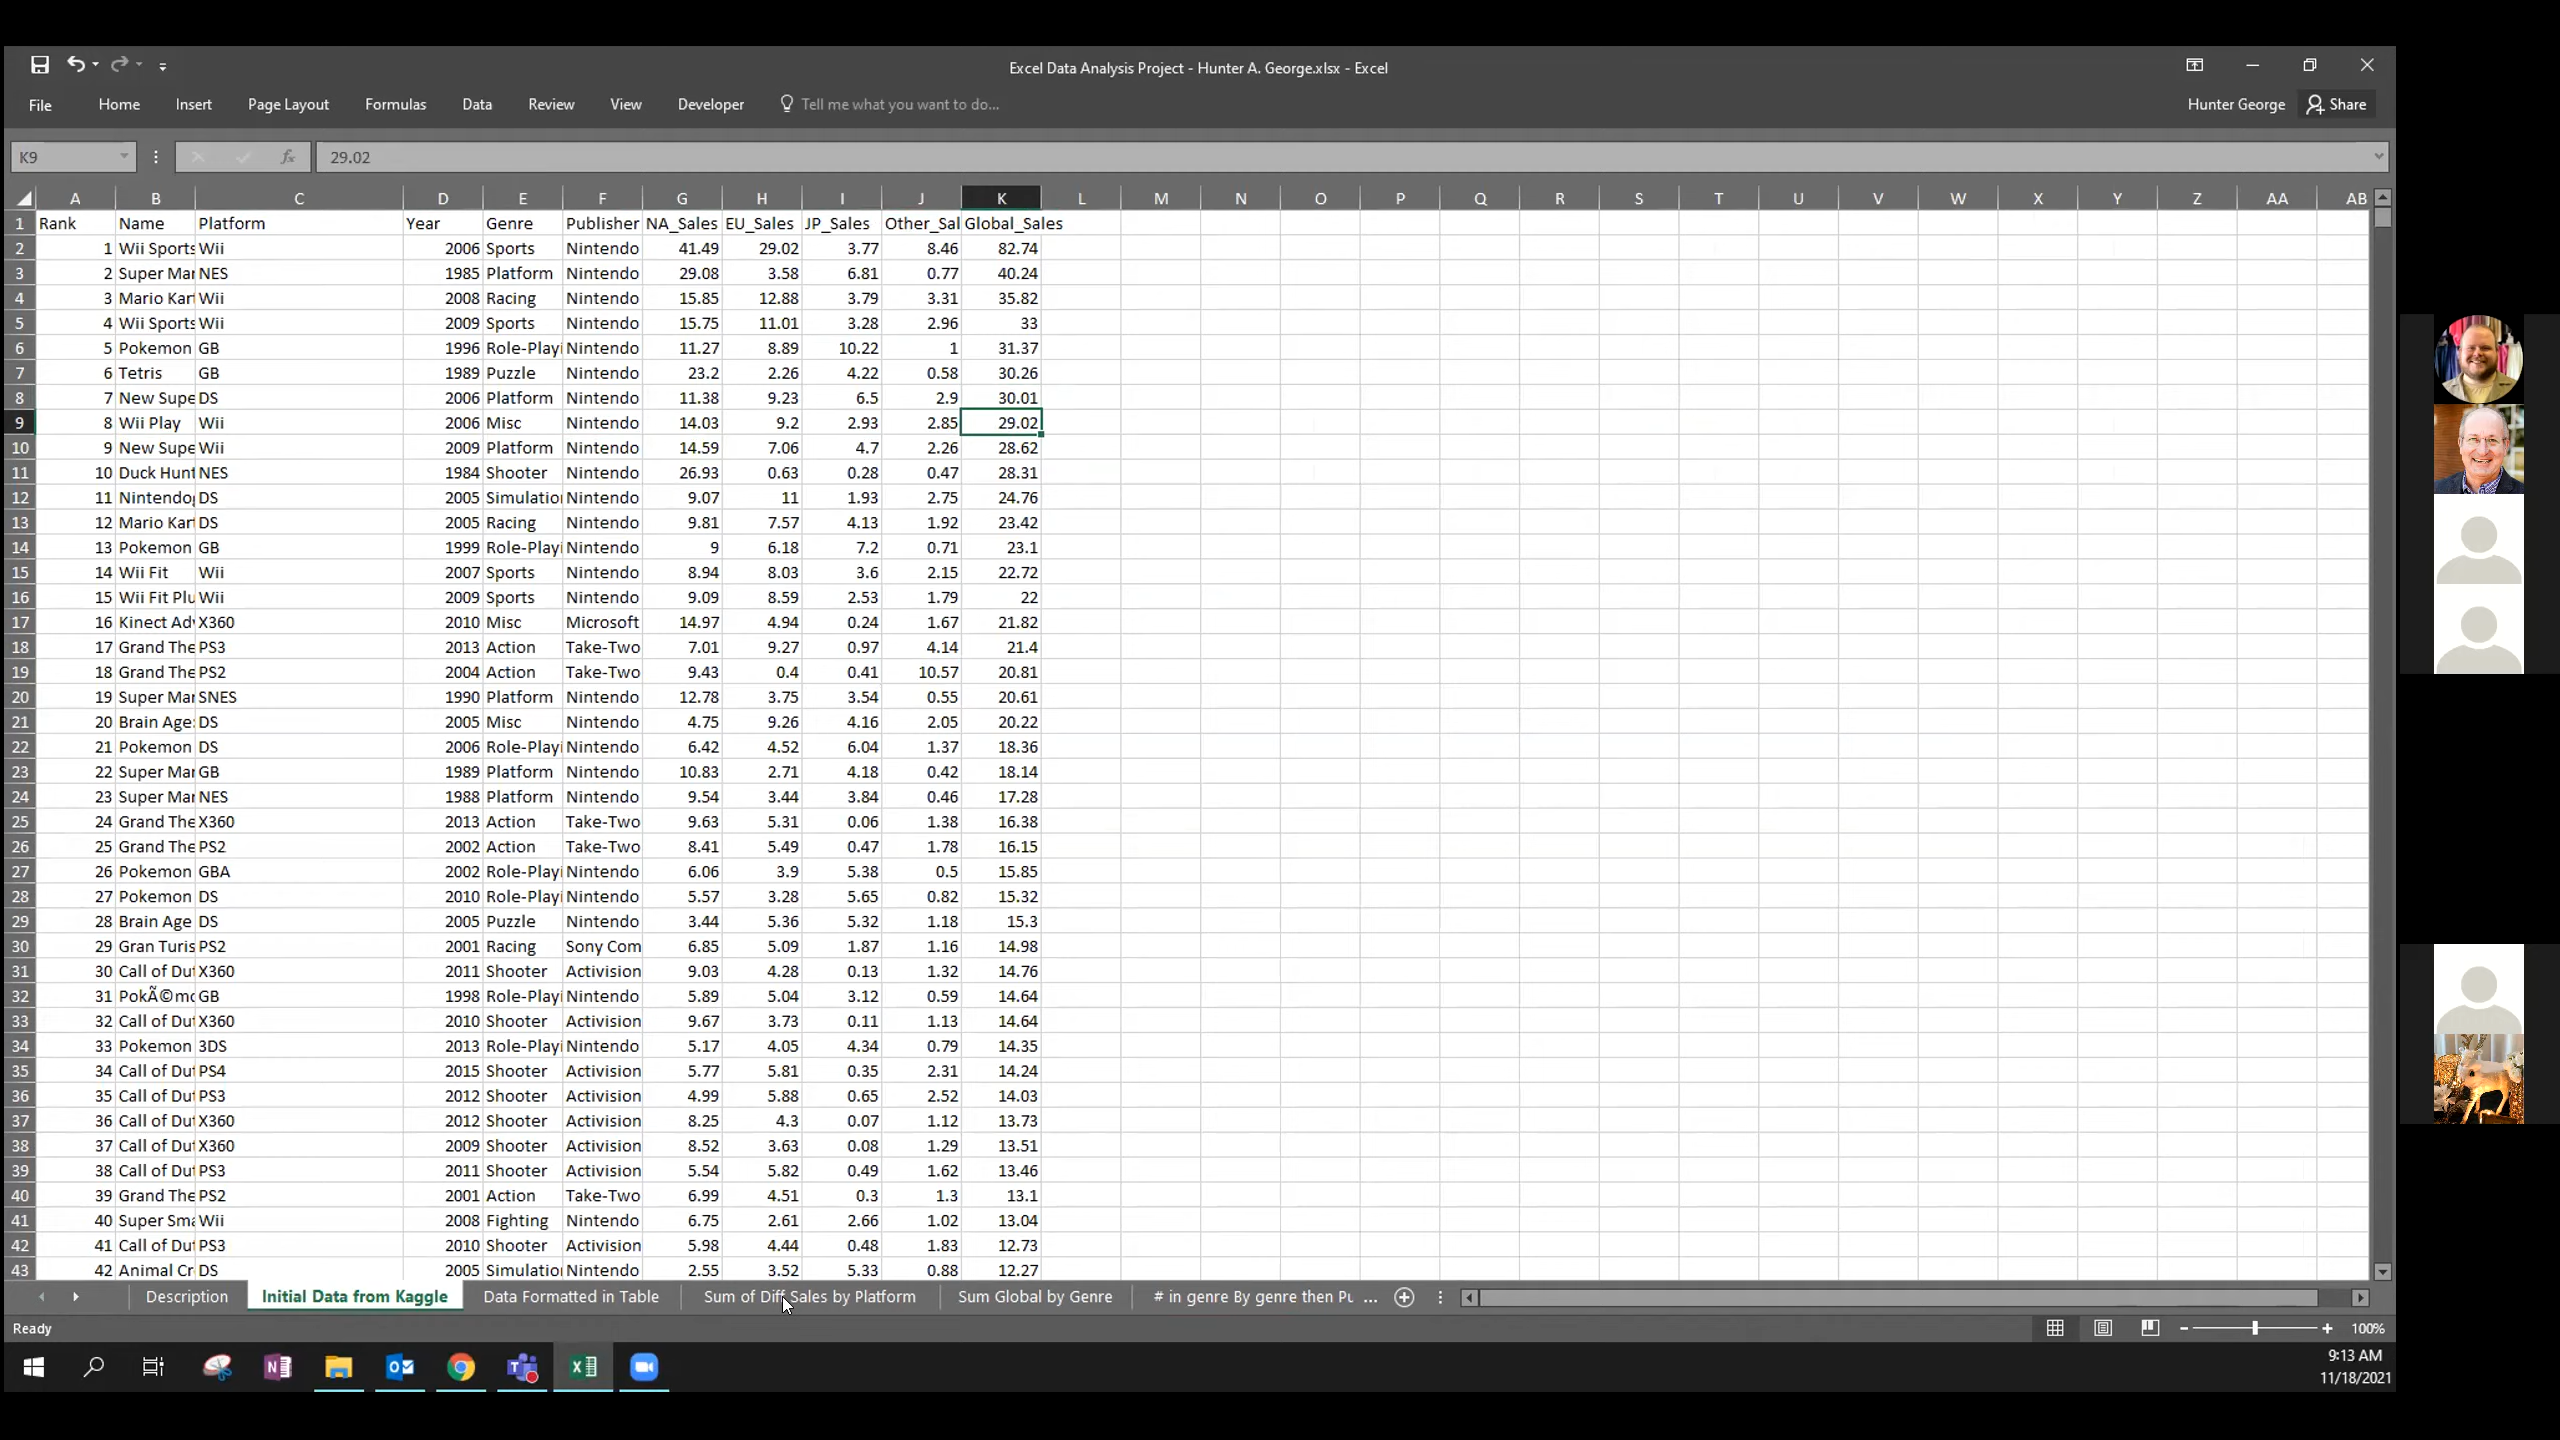 Excel Data Analysis Project - Hunter A. George.xlsx - Excel
File Home Insert Page Layout Formulas Data Review View Developer Tell me what you want to do... Hunter George Share
K9 fx 29.02
A B C D E F G H I J K L M N O P Q R S T U V W X Y Z AA AB
1 Rank Name Platform Year Genre Publisher NA_Sales EU_Sales JP_Sales Other_Sal Global_Sales
2 1 Wii Sports Wii 2006 Sports Nintendo 41.49 29.02 3.77 8.46 82.74
3 2 Super Mar NES 1985 Platform Nintendo 29.08 3.58 6.81 0.77 40.24
4 3 Mario Kart Wii 2008 Racing Nintendo 15.85 12.88 3.79 3.31 35.82
5 4 Wii Sports Wii 2009 Sports Nintendo 15.75 11.01 3.28 2.96 33
6 5 Pokemon GB 1996 Role-Playi Nintendo 11.27 8.89 10.22 1 31.37
7 6 Tetris GB 1989 Puzzle Nintendo 23.2 2.26 4.22 0.58 30.26
8 7 New Supe DS 2006 Platform Nintendo 11.38 9.23 6.5 2.9 30.01
9 8 Wii Play Wii 2006 Misc Nintendo 14.03 9.2 2.93 2.85 29.02
10 9 New Supe Wii 2009 Platform Nintendo 14.59 7.06 4.7 2.26 28.62
11 10 Duck Hunt NES 1984 Shooter Nintendo 26.93 0.63 0.28 0.47 28.31
12 11 Nintendo DS 2005 Simulatio Nintendo 9.07 11 1.93 2.75 24.76
13 12 Mario Kart DS 2005 Racing Nintendo 9.81 7.57 4.13 1.92 23.42
14 13 Pokemon GB 1999 Role-Playi Nintendo 9 6.18 7.2 0.71 23.1
15 14 Wii Fit Wii 2007 Sports Nintendo 8.94 8.03 3.6 2.15 22.72
16 15 Wii Fit Plu Wii 2009 Sports Nintendo 9.09 8.59 2.53 1.79 22
17 16 Kinect Adv X360 2010 Misc Microsoft 14.97 4.94 0.24 1.67 21.82
18 17 Grand The PS3 2013 Action Take-Two 7.01 9.27 0.97 4.14 21.4
19 18 Grand The PS2 2004 Action Take-Two 9.43 0.4 0.41 10.57 20.81
20 19 Super Mar SNES 1990 Platform Nintendo 12.78 3.75 3.54 0.55 20.61
21 20 Brain Age: DS 2005 Misc Nintendo 4.75 9.26 4.16 2.05 20.22
22 21 Pokemon DS 2006 Role-Playi Nintendo 6.42 4.52 6.04 1.37 18.36
23 22 Super Mar GB 1989 Platform Nintendo 10.83 2.71 4.18 0.42 18.14
24 23 Super Mar NES 1988 Platform Nintendo 9.54 3.44 3.84 0.46 17.28
25 24 Grand The X360 2013 Action Take-Two 9.63 5.31 0.06 1.38 16.38
26 25 Grand The PS2 2002 Action Take-Two 8.41 5.49 0.47 1.78 16.15
27 26 Pokemon GBA 2002 Role-Playi Nintendo 6.06 3.9 5.38 0.5 15.85
28 27 Pokemon DS 2010 Role-Playi Nintendo 5.57 3.28 5.65 0.82 15.32
29 28 Brain Age DS 2005 Puzzle Nintendo 3.44 5.36 5.32 1.18 15.3
30 29 Gran Turis PS2 2001 Racing Sony Com 6.85 5.09 1.87 1.16 14.98
31 30 Call of Dut X360 2011 Shooter Activision 9.03 4.28 0.13 1.32 14.76
32 31 PokÃ©mo GB 1998 Role-Playi Nintendo 5.89 5.04 3.12 0.59 14.64
33 32 Call of Dut X360 2010 Shooter Activision 9.67 3.73 0.11 1.13 14.64
34 33 Pokemon 3DS 2013 Role-Playi Nintendo 5.17 4.05 4.34 0.79 14.35
35 34 Call of Dut PS4 2015 Shooter Activision 5.77 5.81 0.35 2.31 14.24
36 35 Call of Dut PS3 2012 Shooter Activision 4.99 5.88 0.65 2.52 14.03
37 36 Call of Dut X360 2012 Shooter Activision 8.25 4.3 0.07 1.12 13.73
38 37 Call of Dut X360 2009 Shooter Activision 8.52 3.63 0.08 1.29 13.51
39 38 Call of Dut PS3 2011 Shooter Activision 5.54 5.82 0.49 1.62 13.46
40 39 Grand The PS2 2001 Action Take-Two 6.99 4.51 0.3 1.3 13.1
41 40 Super Sma Wii 2008 Fighting Nintendo 6.75 2.61 2.66 1.02 13.04
42 41 Call of Dut PS3 2010 Shooter Activision 5.98 4.44 0.48 1.83 12.73
43 42 Animal Cr DS 2005 Simulatio Nintendo 2.55 3.52 5.33 0.88 12.27
Description Initial Data from Kaggle Data Formatted in Table Sum of Diff Sales by Platform Sum Global by Genre # in genre By genre then Pu ...
Ready 100%
9:13 AM
11/18/2021